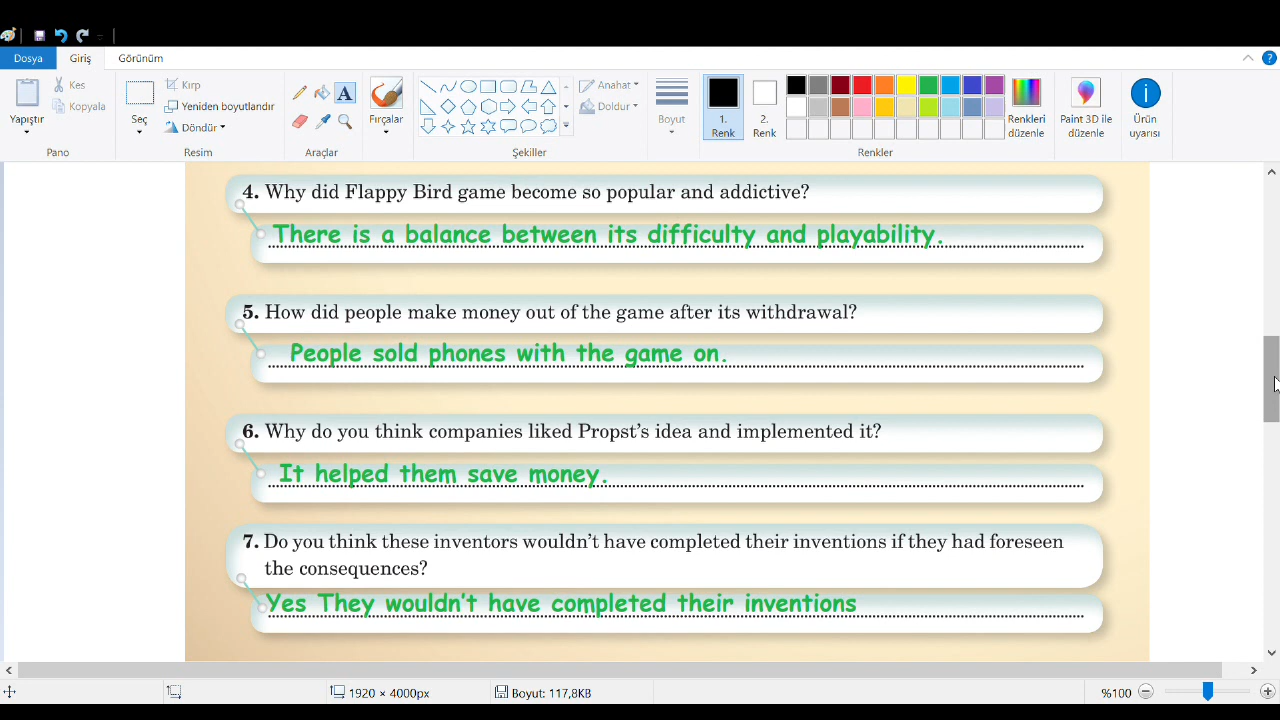 Dosya Giriş Görünüm
Yapıştır
Kes
Kopyala
Pano
Seç
Kırp
Yeniden boyutlandır
Döndür
Resim
A
Araçlar
Fırçalar
Şekiller
Anahat
Doldur
Boyut
1.
Renk
2.
Renk
Renkler
Renkleri
düzenle
Paint 3D ile
düzenle
Ürün
uyarısı
4. Why did Flappy Bird game become so popular and addictive?
There is a balance between its difficulty and playability.
5. How did people make money out of the game after its withdrawal?
People sold phones with the game on.
6. Why do you think companies liked Propst's idea and implemented it?
It helped them save money.
7. Do you think these inventors wouldn't have completed their inventions if they had foreseen
the consequences?
Yes They wouldn't have completed their inventions
1920 × 4000px
Boyut: 117,8KB
%100